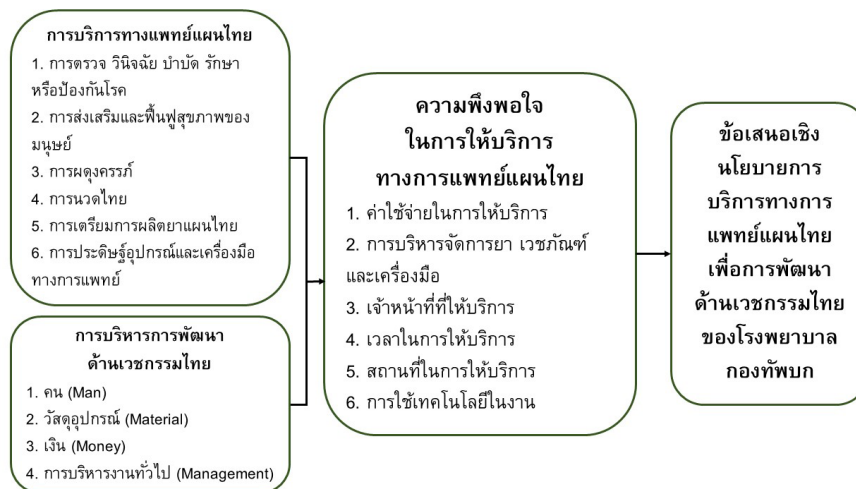 การบริการทางแพทย์แผนไทย
1. การตรวจ วินิจฉัย บำบัด รักษา
หรือป้องกันโรค
2. การส่งเสริมและฟื้นฟูสุขภาพของ
มนุษย์
3. การผดุงครรภ์
4. การนวดไทย
5. การเตรียมการผลิตยาแผนไทย
6. การประดิษฐ์อุปกรณ์และเครื่องมือ
ทางการแพทย์
การบริหารการพัฒนา
ด้านเวชกรรมไทย
1. คน (Man)
2. วัสดุอุปกรณ์ (Material)
3. เงิน (Money)
4. การบริหารงานทั่วไป (Management)
ความพึงพอใจ
ในการให้บริการ
ทางการแพทย์แผนไทย
1. ค่าใช้จ่ายในการให้บริการ
2. การบริหารจัดการยา เวชภัณฑ์
และเครื่องมือ
3. เจ้าหน้าที่ที่ให้บริการ
4. เวลาในการให้บริการ
5. สถานที่ในการให้บริการ
6. การใช้เทคโนโลยีในงาน
ข้อเสนอเชิง
นโยบายการ
บริการทางการ
แพทย์แผนไทย
เพื่อการพัฒนา
ด้านเวชกรรมไทย
ของโรงพยาบาล
กองทัพบก